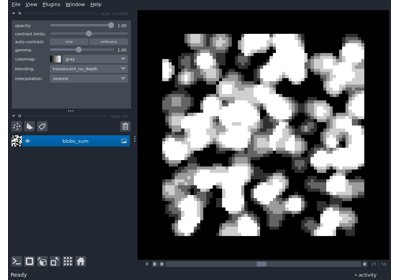 File View Plugins Window Help
opacity: 1.00
contrast limits:
auto-contrast: once continuous
gamma: 1.00
colormap: gray
blending: translucent_no_depth
interpolation: nearest
blobs_sum
Ready
activity